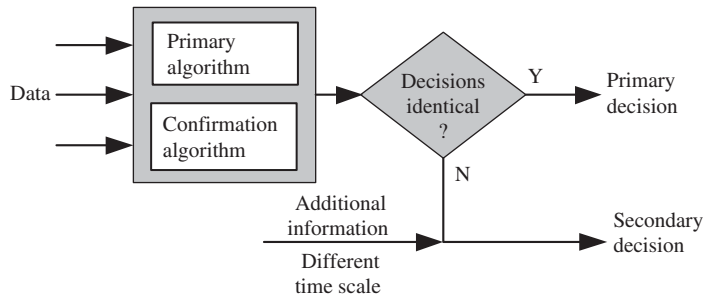 Primary
algorithm
Data
Confirmation
algorithm
Decisions
identical
?
Y
Primary
decision
N
Additional
information
Different
time scale
Secondary
decision